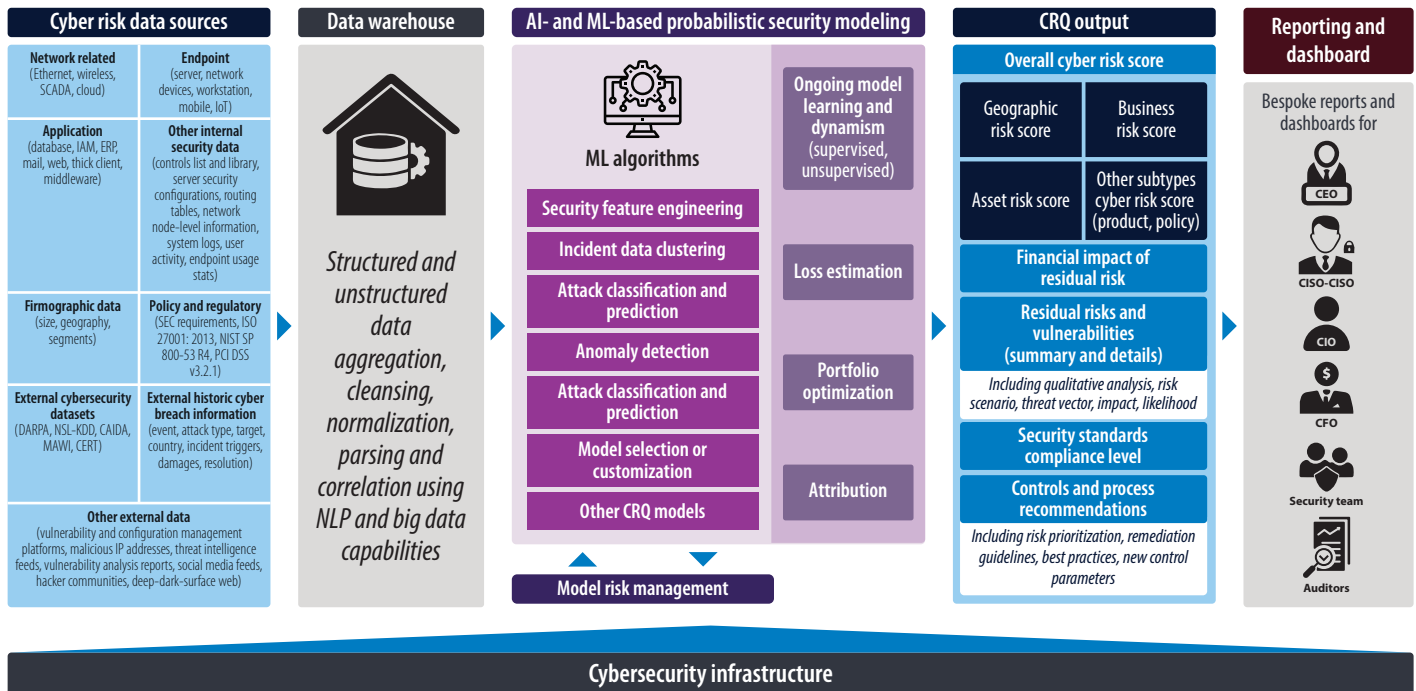 Cyber risk data sources
Network related
(Ethernet, wireless,
SCADA, cloud)
Endpoint
(server, network
devices, workstation,
mobile, IoT)
Application
(database, IAM, ERP,
mail, web, thick client,
middleware)
Other internal
security data
(controls list and library,
server security
configurations, routing
tables, network
node-level information,
system logs, user
activity, endpoint usage
stats)
Firmographic data
(size, geography,
segments)
Policy and regulatory
(SEC requirements, ISO
27001: 2013, NIST SP
800-53 R4, PCI DSS
v3.2.1)
External cybersecurity
datasets
(DARPA, NSL-KDD, CAIDA,
MAWI, CERT)
External historic cyber
breach information
(event, attack type, target,
country, incident triggers,
damages, resolution)
Other external data
(vulnerability and configuration management
platforms, malicious IP addresses, threat intelligence
feeds, vulnerability analysis reports, social media feeds,
hacker communities, deep-dark-surface web)
Data warehouse
Structured and
unstructured
data
aggregation,
cleansing,
normalization,
parsing and
correlation using
NLP and big data
capabilities
AI- and ML-based probabilistic security modeling
ML algorithms
Security feature engineering
Incident data clustering
Attack classification and
prediction
Anomaly detection
Attack classification and
prediction
Model selection or
customization
Other CRQ models
Ongoing model
learning and
dynamism
(supervised,
unsupervised)
Loss estimation
Portfolio
optimization
Attribution
Model risk management
CRQ output
Overall cyber risk score
Geographic
risk score
Business
risk score
Asset risk score
Other subtypes
cyber risk score
(product, policy)
Financial impact of
residual risk
Residual risks and
vulnerabilities
(summary and details)
Including qualitative analysis, risk
scenario, threat vector, impact, likelihood
Security standards
compliance level
Controls and process
recommendations
Including risk prioritization, remediation
guidelines, best practices, new control
parameters
Reporting and
dashboard
Bespoke reports and
dashboards for
CEO
CISO-CISO
CIO
$
CFO
Security team
Auditors
Cybersecurity infrastructure